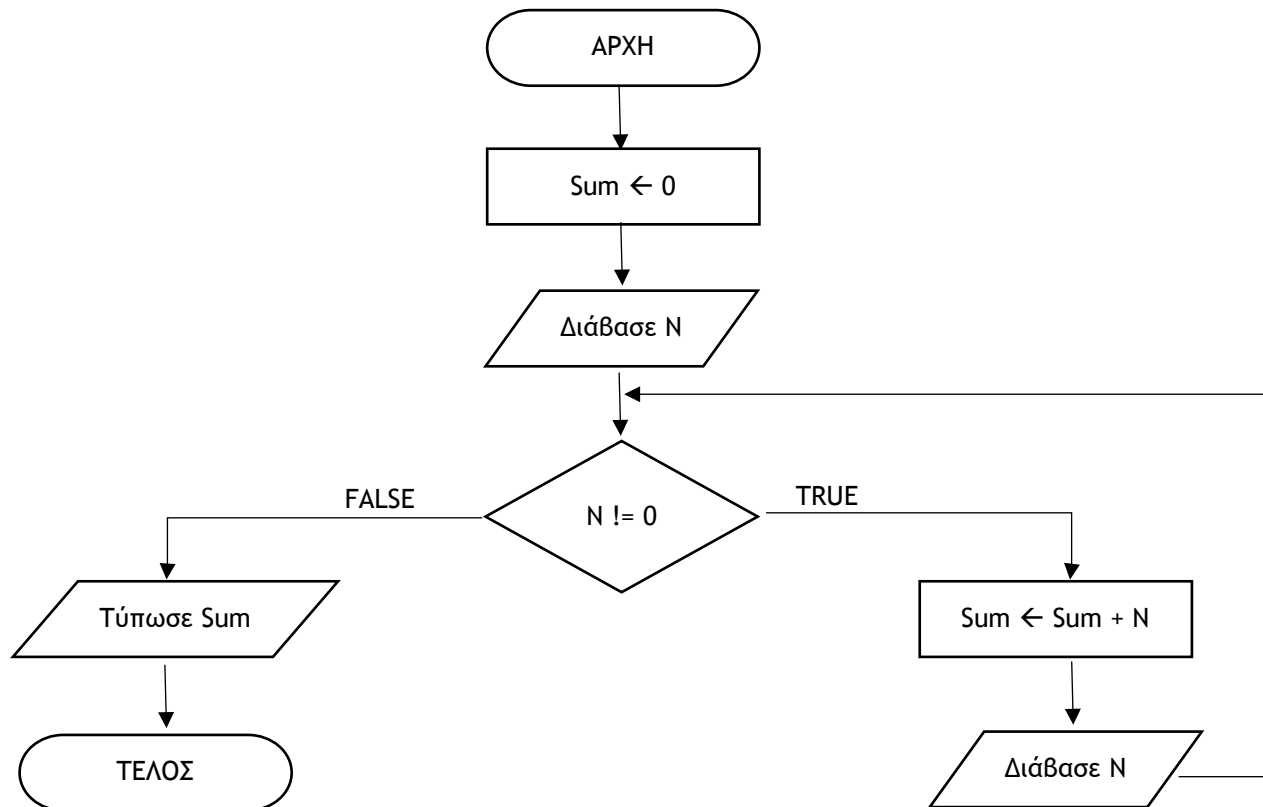 ΑΡΧΗ
Sum ← 0
Διάβασε Ν
N != 0
FALSE
TRUE
Τύπωσε Sum
Sum ← Sum + N
ΤΕΛΟΣ
Διάβασε Ν